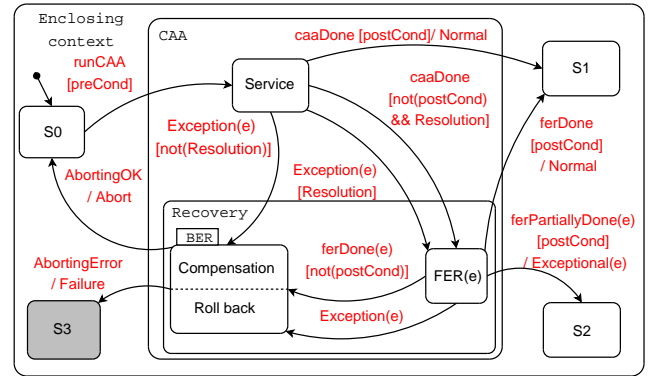 Enclosing
context
CAA
caaDone [postCond]/ Normal
runCAA
[preCond]
Service
S1
caaDone
[not(postCond)
&& Resolution]
S0
Exception(e)
[not(Resolution)]
ferDone
[postCond]
/ Normal
AbortingOK
/ Abort
Exception(e)
[Resolution]
Recovery
BER
ferPartiallyDone(e)
[postCond]
/ Exceptional(e)
AbortingError
/ Failure
Compensation
ferDone(e)
[not(postCond)]
FER(e)
Roll back
Exception(e)
S3
S2